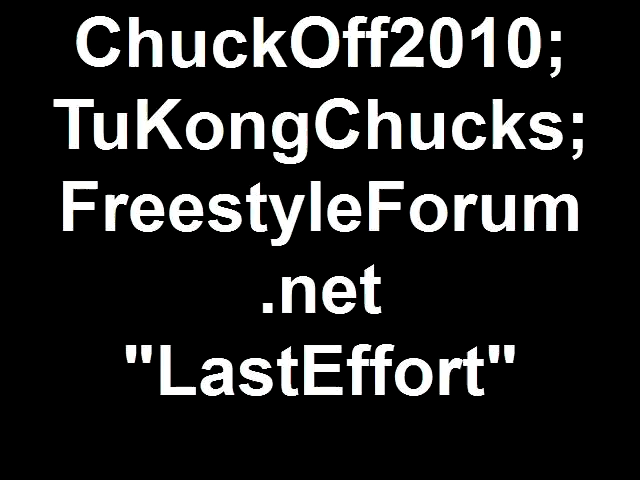 ChuckOff2010;
TuKongChucks;
FreestyleForum
.net
"LastEffort"